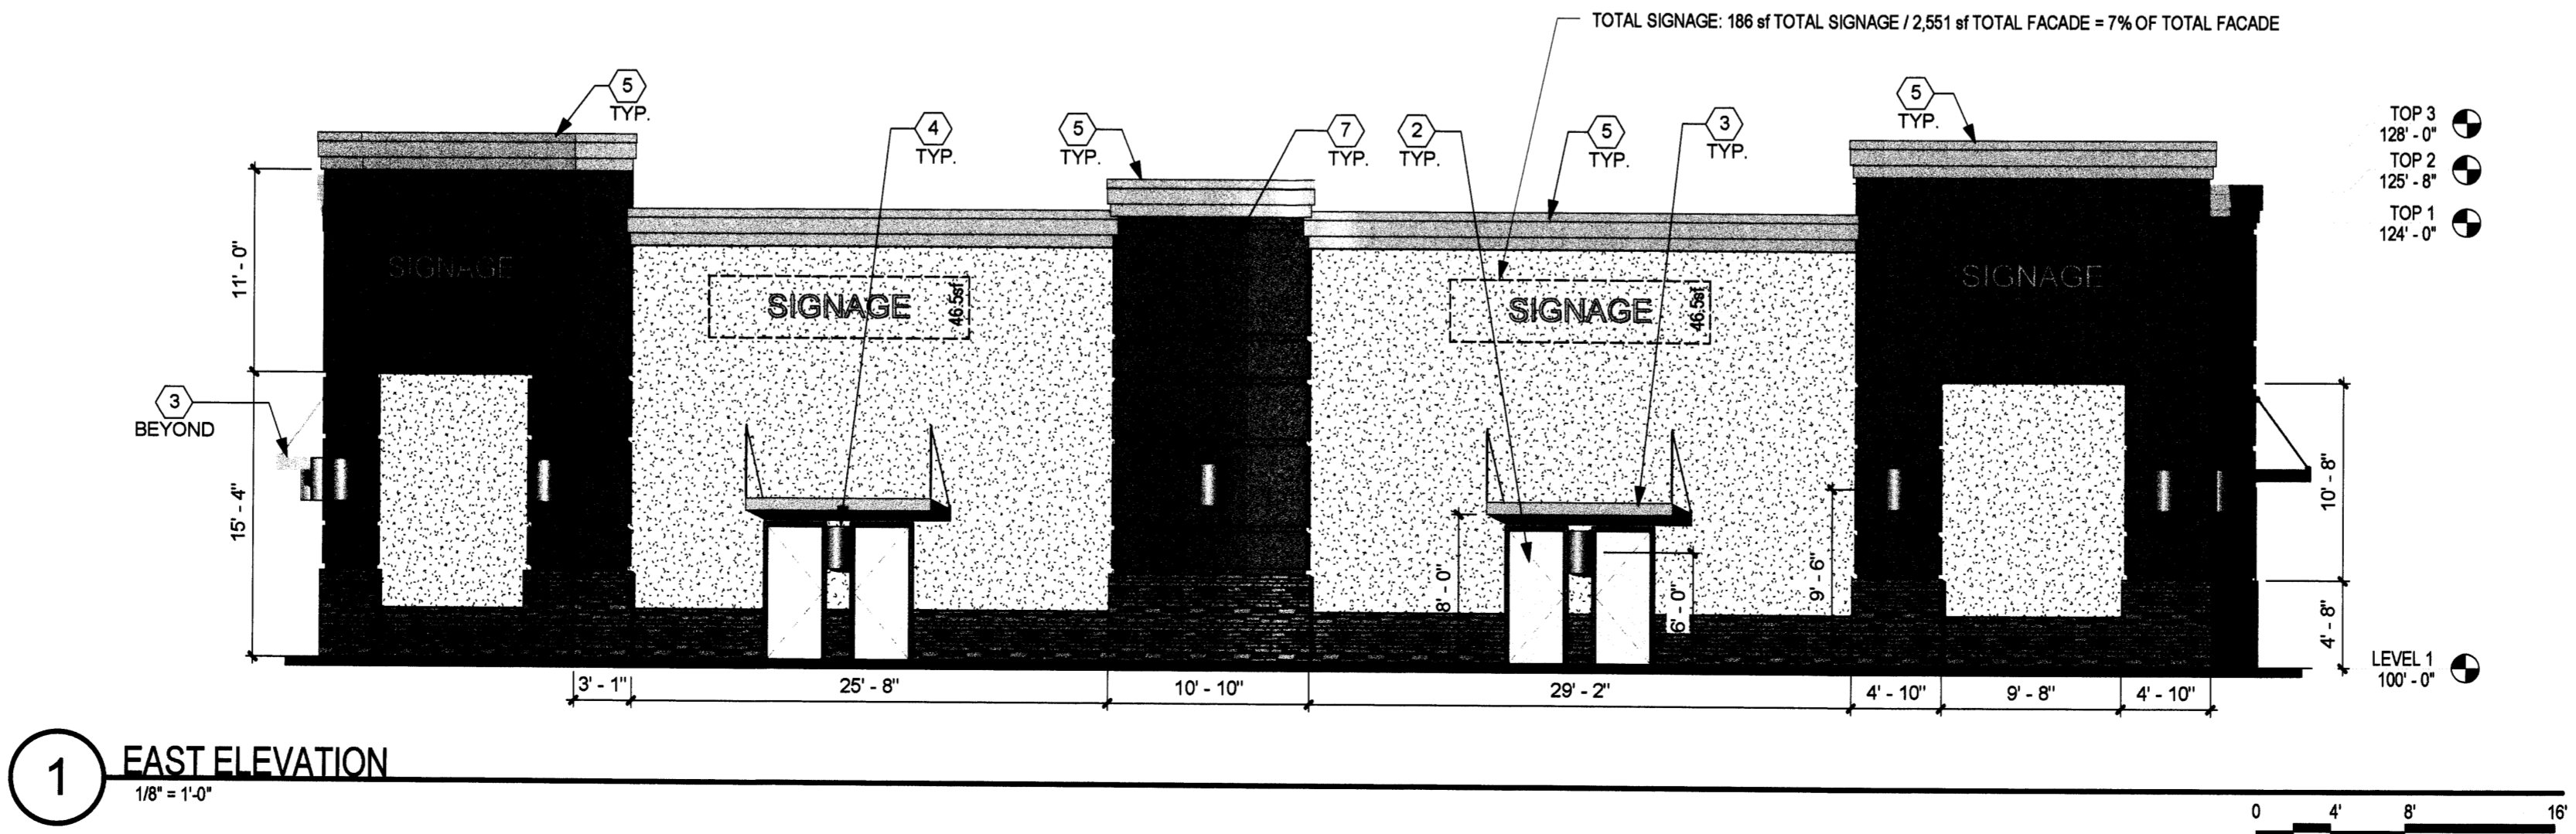 TOTAL SIGNAGE: 186 sf TOTAL SIGNAGE / 2,551 sf TOTAL FACADE = 7% OF TOTAL FACADE
5
TYP.
4
TYP.
5
TYP.
7
TYP.
2
TYP.
5
TYP.
3
TYP.
5
TYP.
TOP 3
128' - 0"
TOP 2
125' - 8"
TOP 1
124' - 0"
SIGNAGE
SIGNAGE
46.5sf
SIGNAGE
46.5sf
SIGNAGE
11' - 0"
3
BEYOND
15' - 4"
8' - 0"
6' - 0"
9' - 6"
10' - 8"
4' - 8"
LEVEL 1
100' - 0"
3' - 1"
25' - 8"
10' - 10"
29' - 2"
4' - 10"
9' - 8"
4' - 10"
1
EAST ELEVATION
1/8" = 1'-0"
0 4' 8' 16'